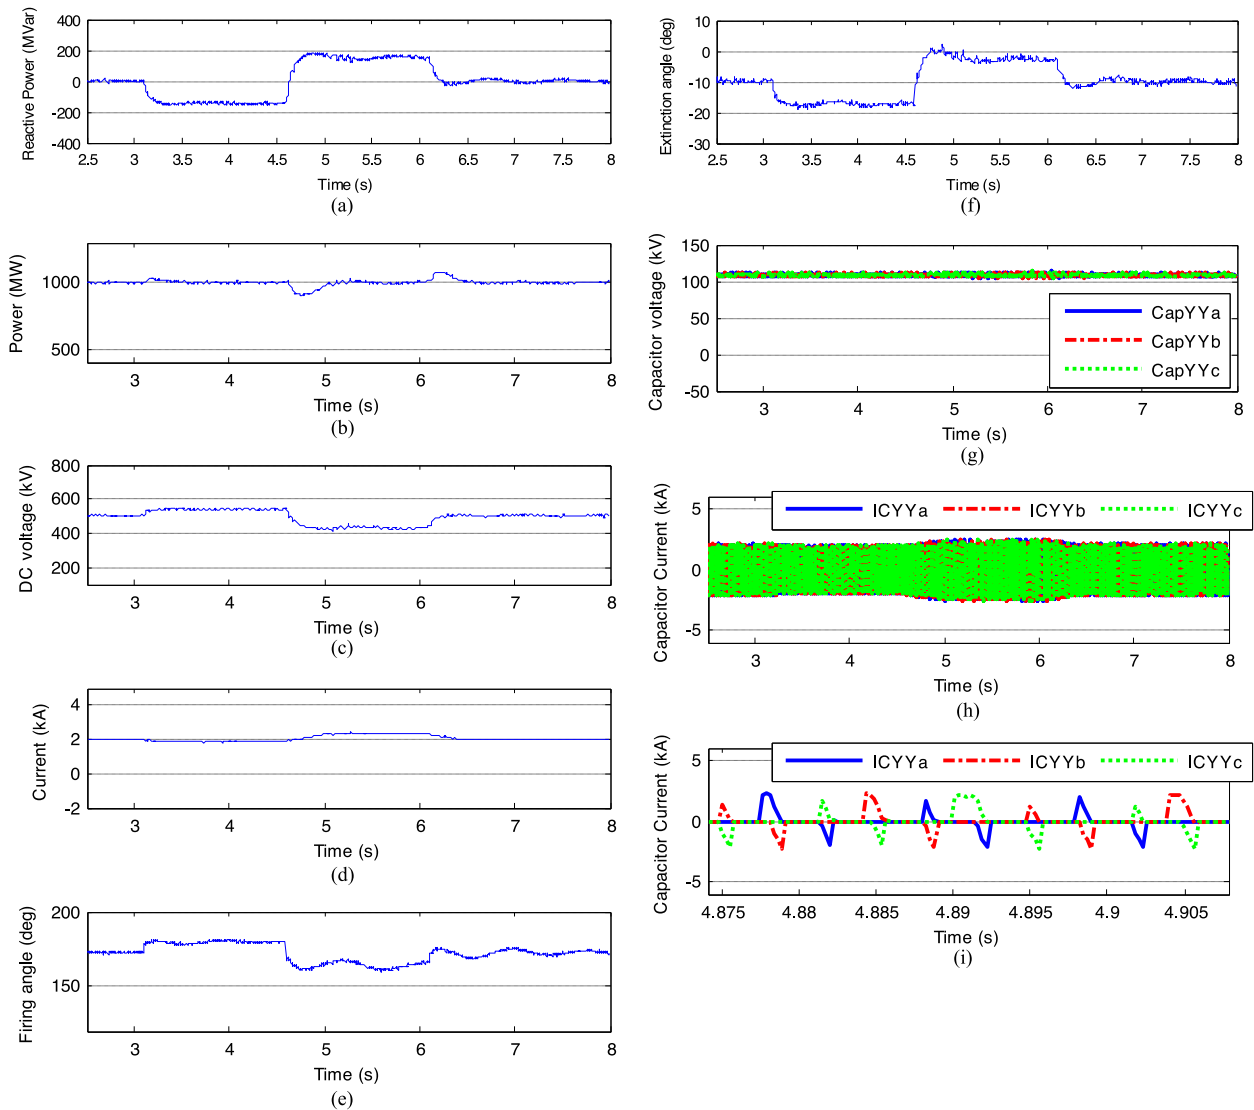 Reactive Power (MVar)
400
200
0
-200
-400
2.5 3 3.5 4 4.5 5 5.5 6 6.5 7 7.5 8
Time (s)
(a)
Power (MW)
1000
500
3 4 5 6 7 8
Time (s)
(b)
DC voltage (kV)
800
600
400
200
3 4 5 6 7 8
Time (s)
(c)
Current (kA)
4
2
0
-2
3 4 5 6 7 8
Time (s)
(d)
Firing angle (deg)
200
150
3 4 5 6 7 8
Time (s)
(e)
Extinction angle (deg)
10
0
-10
-20
-30
2.5 3 3.5 4 4.5 5 5.5 6 6.5 7 7.5 8
Time (s)
(f)
Capacitor voltage (kV)
150
100
50
0
-50
CapYYa
CapYYb
CapYYc
3 4 5 6 7 8
Time (s)
(g)
Capacitor Current (kA)
5
0
-5
ICYYa ICYYb ICYYc
3 4 5 6 7 8
Time (s)
(h)
Capacitor Current (kA)
5
0
-5
ICYYa ICYYb ICYYc
4.875 4.88 4.885 4.89 4.895 4.9 4.905
Time (s)
(i)